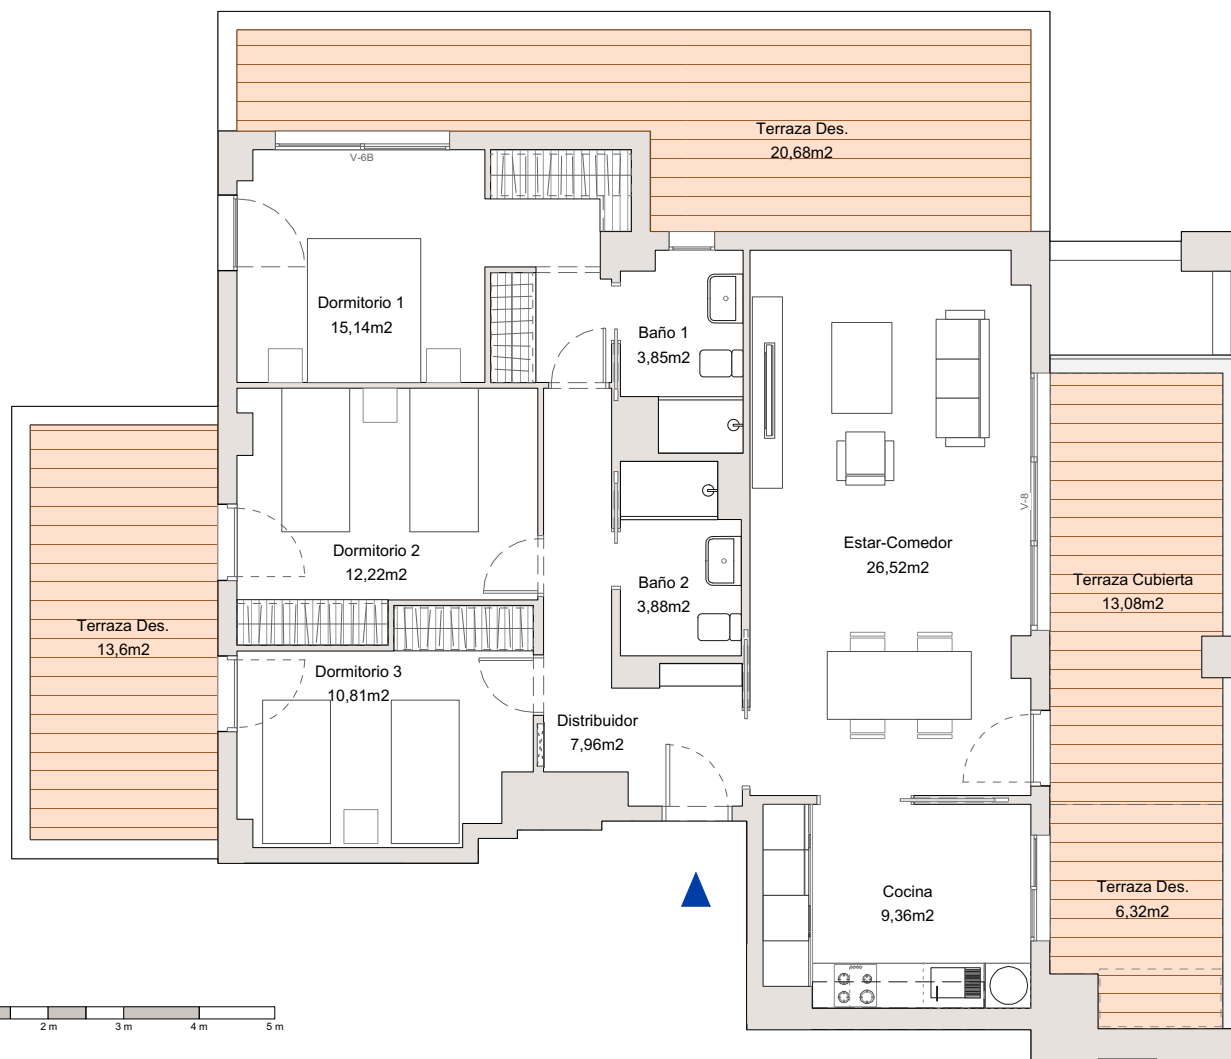 Terraza Des.
20,68m2
V-6B
Dormitorio 1
15,14m2
Baño 1
3,85m2
V-8
Estar-Comedor
26,52m2
Dormitorio 2
12,22m2
Baño 2
3,88m2
Terraza Cubierta
13,08m2
Terraza Des.
13,6m2
Dormitorio 3
10,81m2
Distribuidor
7,96m2
Cocina
9,36m2
Terraza Des.
6,32m2
2 m
3 m
4 m
5 m